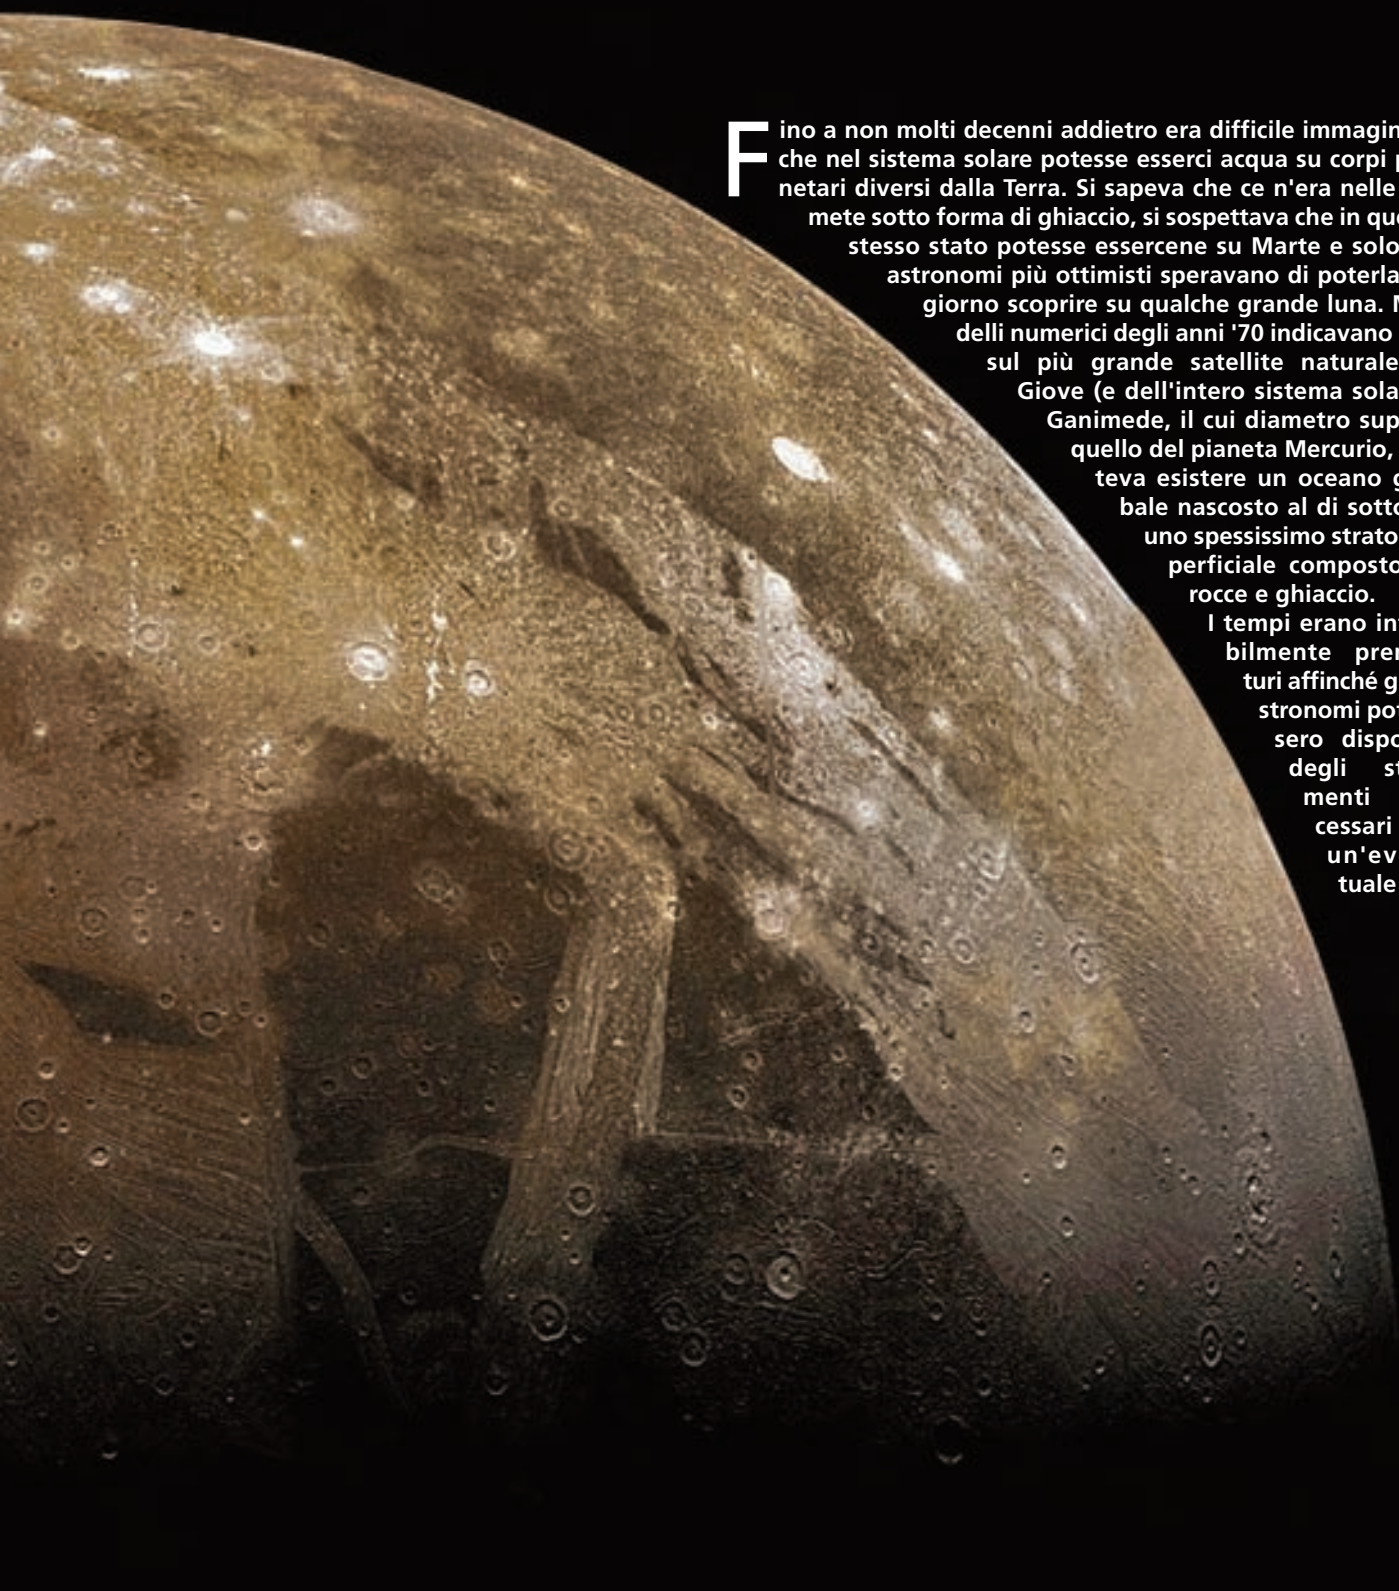 Fino a non molti decenni addietro era difficile immagin
che nel sistema solare potesse esserci acqua su corpi p
netari diversi dalla Terra. Si sapeva che ce n'era nelle
mete sotto forma di ghiaccio, si sospettava che in que
stesso stato potesse essercene su Marte e solo
astronomi più ottimisti speravano di poterla
giorno scoprire su qualche grande luna. M
delli numerici degli anni '70 indicavano
sul più grande satellite naturale
Giove (e dell'intero sistema sola
Ganimede, il cui diametro sup
quello del pianeta Mercurio,
teva esistere un oceano g
bale nascosto al di sotto
uno spessissimo strato
perficiale composto
rocce e ghiaccio.
I tempi erano in
bilmente prem
turi affinché g
stronomi pot
sero dispo
degli st
menti
cessari
un'ev
tuale